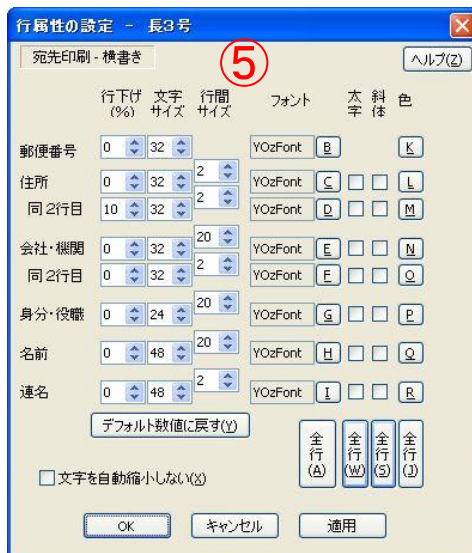 行属性の設定 - 長3号
宛先印刷 - 横書き
⑤
ヘルプ(Z)
行下げ(%) 文字サイズ 行間サイズ フォント 太字 斜体 色
郵便番号 0 32 YOzFont B K
2
住所 0 32 YOzFont C L
2
同2行目 10 32 YOzFont D M
20
会社・機関 0 32 YOzFont E N
2
同2行目 0 32 YOzFont F O
20
身分・役職 0 24 YOzFont G P
20
名前 0 48 YOzFont H Q
2
連名 0 48 YOzFont I R
デフォルト数値に戻す(Y)
全行(A) 全行(W) 全行(S) 全行(J)
文字を自動縮小しない(X)
OK キャンセル 適用